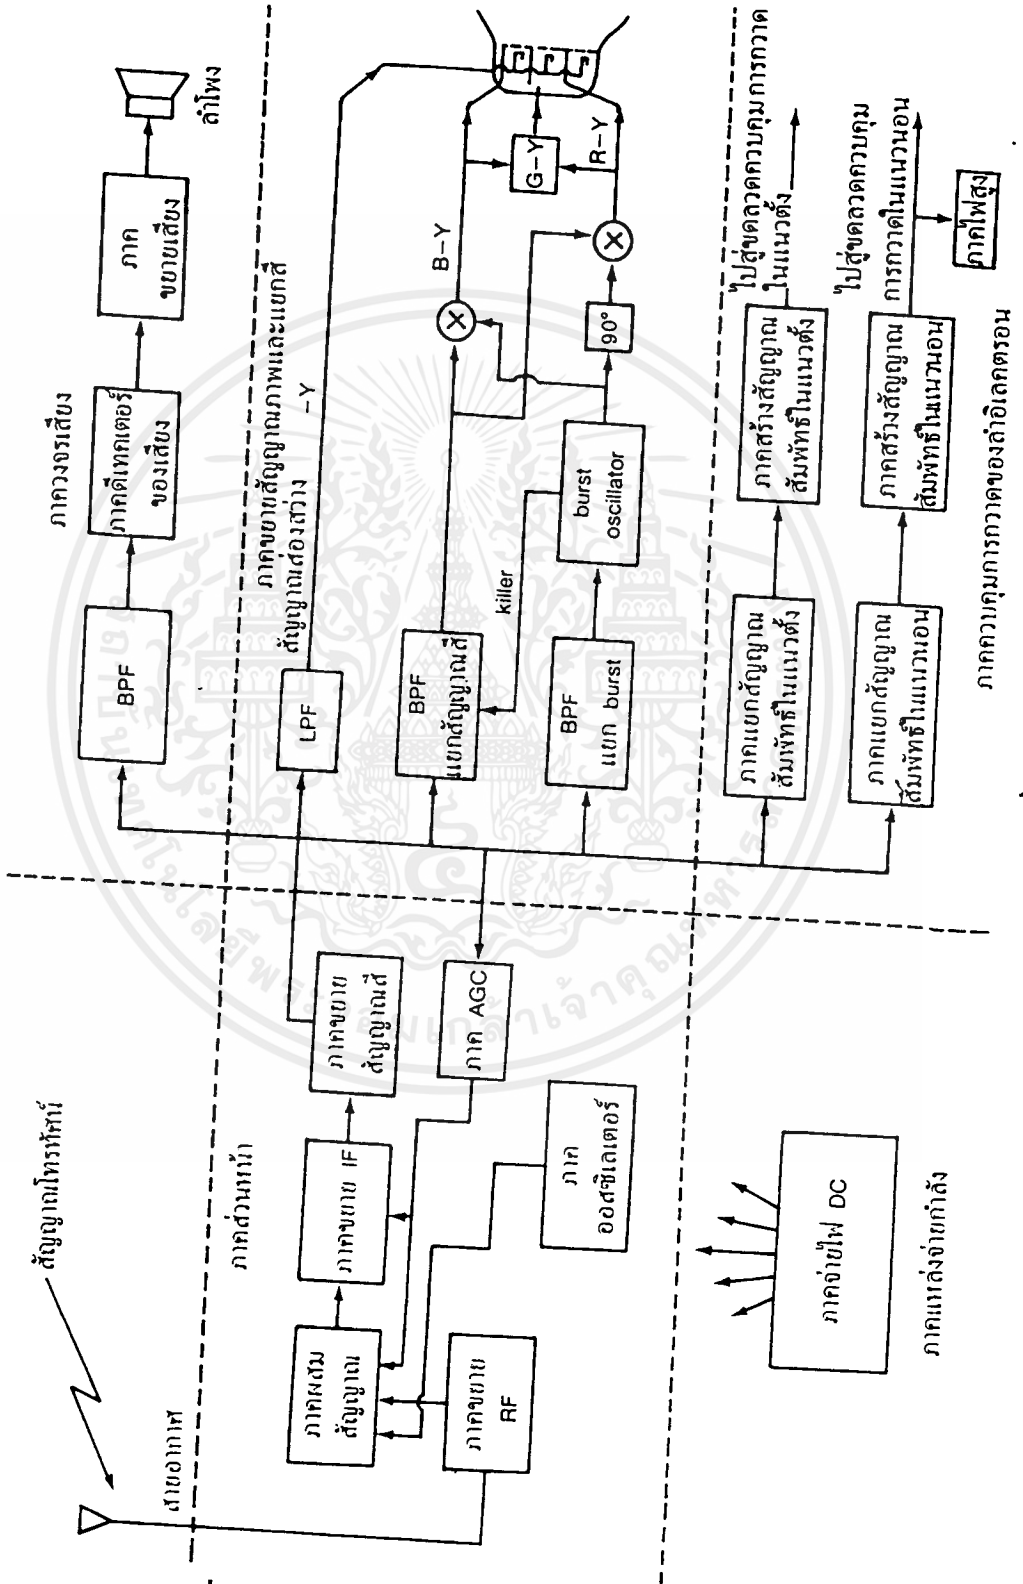 สัญญาณโทรทัศน์
สายอากาศ
ภาควงจรเสียง
BPF
ภาคดีเทคเตอร์
ของเสียง
ภาค
ขยายเสียง
ลำโพง
ภาคส่วนหน้า
ภาคผสม
สัญญาณ
ภาคขยาย IF
ภาคขยาย
สัญญาณสี
ภาคขยาย
RF
ภาค AGC
ภาค
ออสซิเลเตอร์
ภาคขยายสัญญาณภาพและแยกสี
สัญญาณส่องสว่าง
-Y
LPF
BPF
แยกสัญญาณสี
killer
BPF
แยก burst
burst
oscillator
90°
B-Y
G-Y
R-Y
ภาคจ่ายไฟ DC
ภาคแหล่งจ่ายกำลัง
ภาคแยกสัญญาณ
สัมพัทธ์ในแนวตั้ง
ภาคสร้างสัญญาณ
สัมพัทธ์ในแนวตั้ง
ไปสู่ขดลวดควบคุมการกวาด
ในแนวตั้ง
ภาคแยกสัญญาณ
สัมพัทธ์ในแนวนอน
ภาคสร้างสัญญาณ
สัมพัทธ์ในแนวนอน
ไปสู่ขดลวดควบคุม
การกวาดในแนวนอน
ภาคไฟสูง
ภาคควบคุมการกวาดของลำอิเลคตรอน